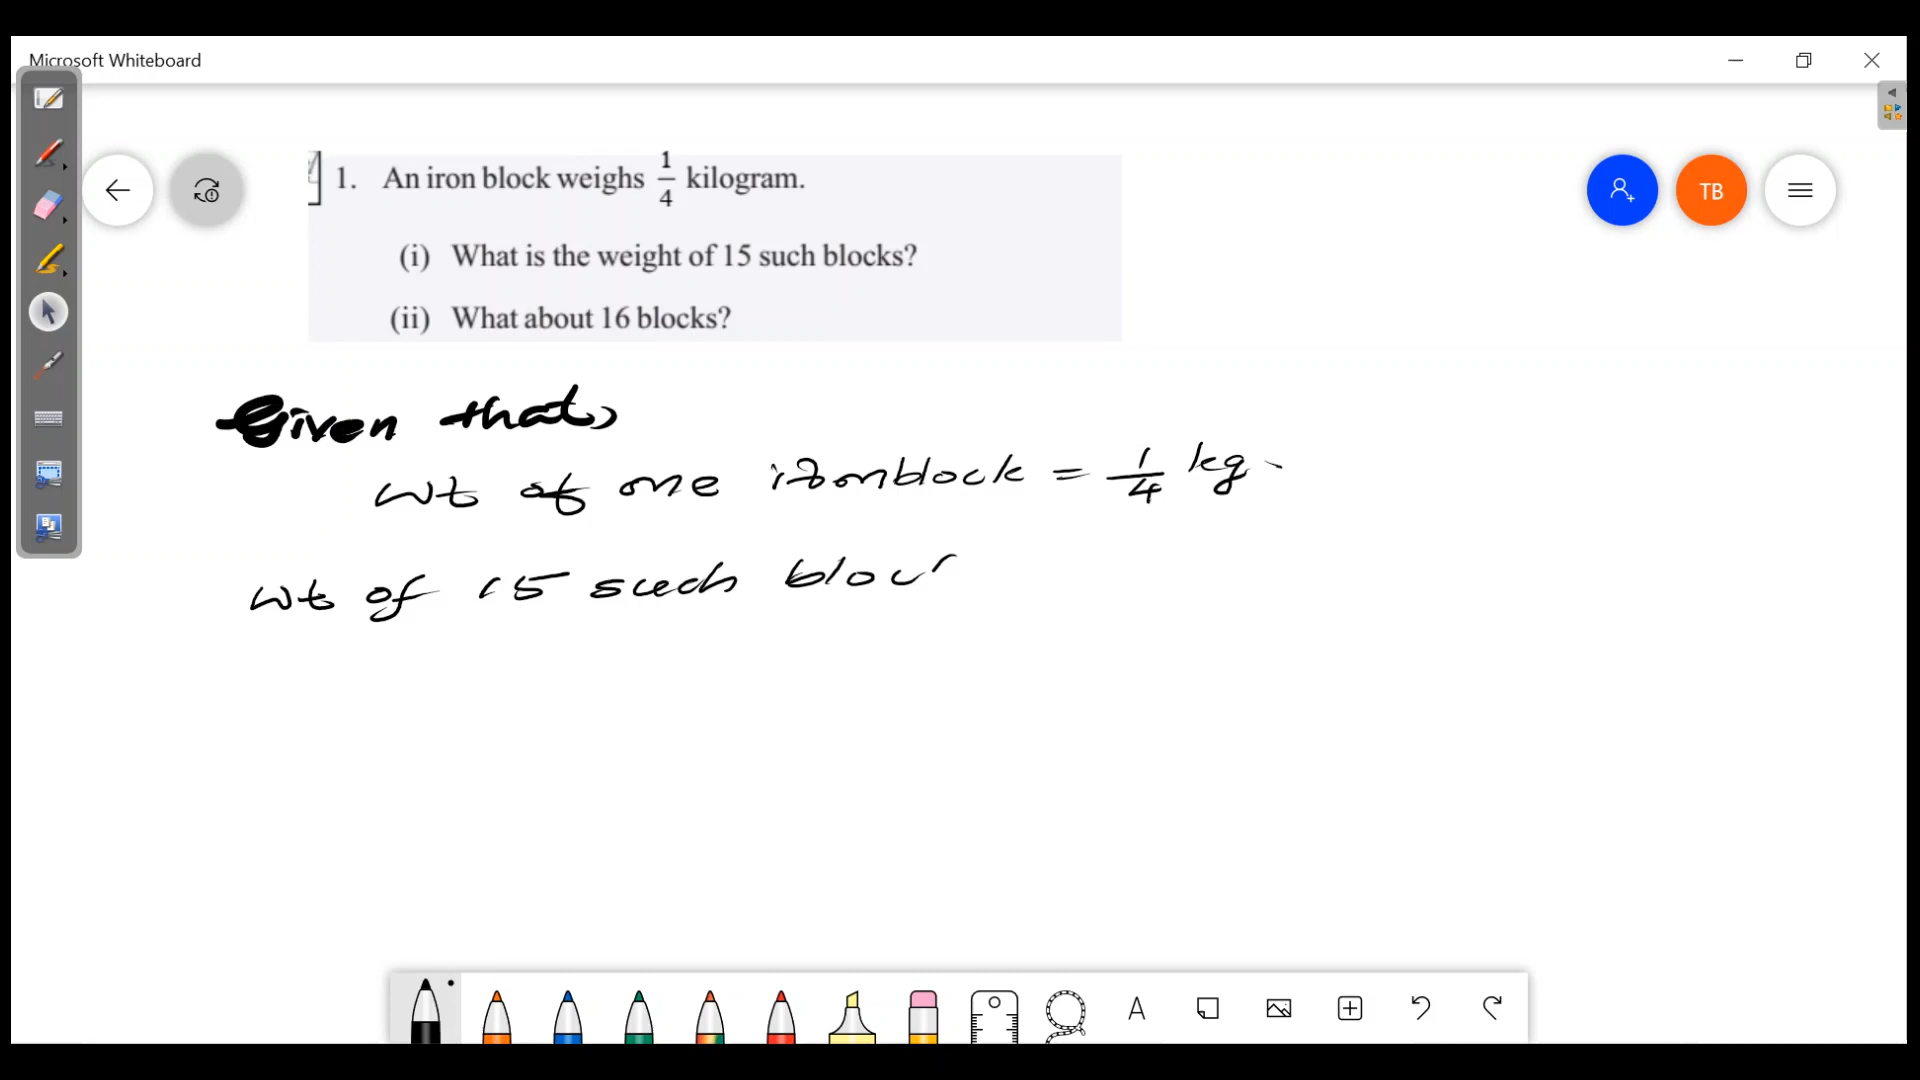 Microsoft Whiteboard
TB
1. An iron block weighs 1/4 kilogram.
(i) What is the weight of 15 such blocks?
(ii) What about 16 blocks?
Given that,
wt of one ironblock = 1/4 kg.
wt of 15 such bloc